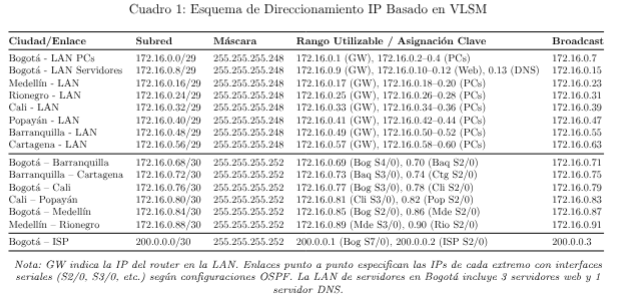 Cuadro 1: Esquema de Direccionamiento IP Basado en VLSM
Ciudad/Enlace Subred Máscara Rango Utilizable / Asignación Clave Broadcast
Bogotá - LAN PCs 172.16.0.0/29 255.255.255.248 172.16.0.1 (GW), 172.16.0.2–0.4 (PCs) 172.16.0.7
Bogotá - LAN Servidores 172.16.0.8/29 255.255.255.248 172.16.0.9 (GW), 172.16.0.10–0.12 (Web), 0.13 (DNS) 172.16.0.15
Medellín - LAN 172.16.0.16/29 255.255.255.248 172.16.0.17 (GW), 172.16.0.18–0.20 (PCs) 172.16.0.23
Rionegro - LAN 172.16.0.24/29 255.255.255.248 172.16.0.25 (GW), 172.16.0.26–0.28 (PCs) 172.16.0.31
Cali - LAN 172.16.0.32/29 255.255.255.248 172.16.0.33 (GW), 172.16.0.34–0.36 (PCs) 172.16.0.39
Popayán - LAN 172.16.0.40/29 255.255.255.248 172.16.0.41 (GW), 172.16.0.42–0.44 (PCs) 172.16.0.47
Barranquilla - LAN 172.16.0.48/29 255.255.255.248 172.16.0.49 (GW), 172.16.0.50–0.52 (PCs) 172.16.0.55
Cartagena - LAN 172.16.0.56/29 255.255.255.248 172.16.0.57 (GW), 172.16.0.58–0.60 (PCs) 172.16.0.63
Bogotá – Barranquilla 172.16.0.68/30 255.255.255.252 172.16.0.69 (Bog S4/0), 0.70 (Baq S2/0) 172.16.0.71
Barranquilla – Cartagena 172.16.0.72/30 255.255.255.252 172.16.0.73 (Baq S3/0), 0.74 (Ctg S2/0) 172.16.0.75
Bogotá – Cali 172.16.0.76/30 255.255.255.252 172.16.0.77 (Bog S3/0), 0.78 (Cli S2/0) 172.16.0.79
Cali – Popayán 172.16.0.80/30 255.255.255.252 172.16.0.81 (Cli S3/0), 0.82 (Pop S2/0) 172.16.0.83
Bogotá – Medellín 172.16.0.84/30 255.255.255.252 172.16.0.85 (Bog S2/0), 0.86 (Mde S2/0) 172.16.0.87
Medellín – Rionegro 172.16.0.88/30 255.255.255.252 172.16.0.89 (Mde S3/0), 0.90 (Rio S2/0) 172.16.0.91
Bogotá – ISP 200.0.0.0/30 255.255.255.252 200.0.0.1 (Bog S7/0), 200.0.0.2 (ISP S2/0) 200.0.0.3
Nota: GW indica la IP del router en la LAN. Enlaces punto a punto especifican las IPs de cada extremo con interfaces
seriales (S2/0, S3/0, etc.) según configuraciones OSPF. La LAN de servidores en Bogotá incluye 3 servidores web y 1
servidor DNS.